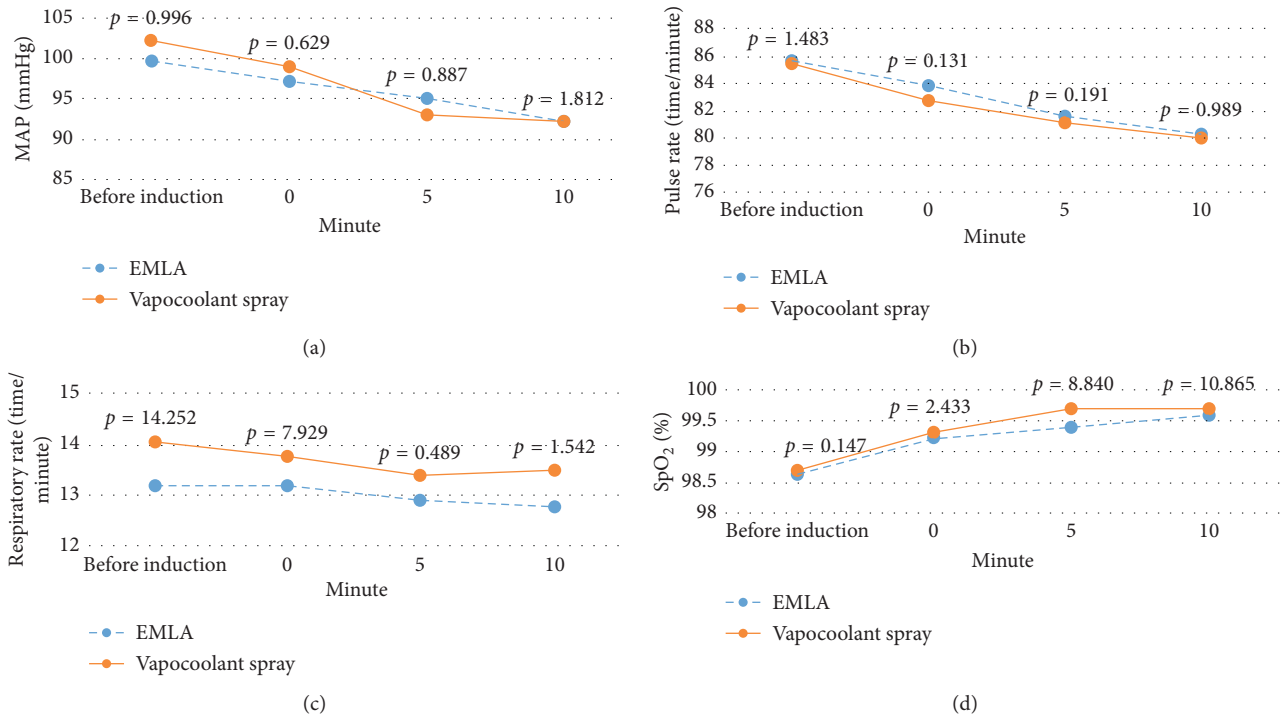 105
100
95
90
85
MAP (mmHg)
p = 0.996
p = 0.629
p = 0.887
p = 1.812
Before induction
0
5
10
Minute
EMLA
Vapocoolant spray
(a)
86
84
82
80
78
76
Pulse rate (time/minute)
p = 1.483
p = 0.131
p = 0.191
p = 0.989
Before induction
0
5
10
Minute
EMLA
Vapocoolant spray
(b)
15
14
13
12
Respiratory rate (time/
minute)
p = 14.252
p = 7.929
p = 0.489
p = 1.542
Before induction
0
5
10
Minute
EMLA
Vapocoolant spray
(c)
100
99.5
99
98.5
98
SpO₂ (%)
p = 0.147
p = 2.433
p = 8.840
p = 10.865
Before induction
0
5
10
Minute
EMLA
Vapocoolant spray
(d)